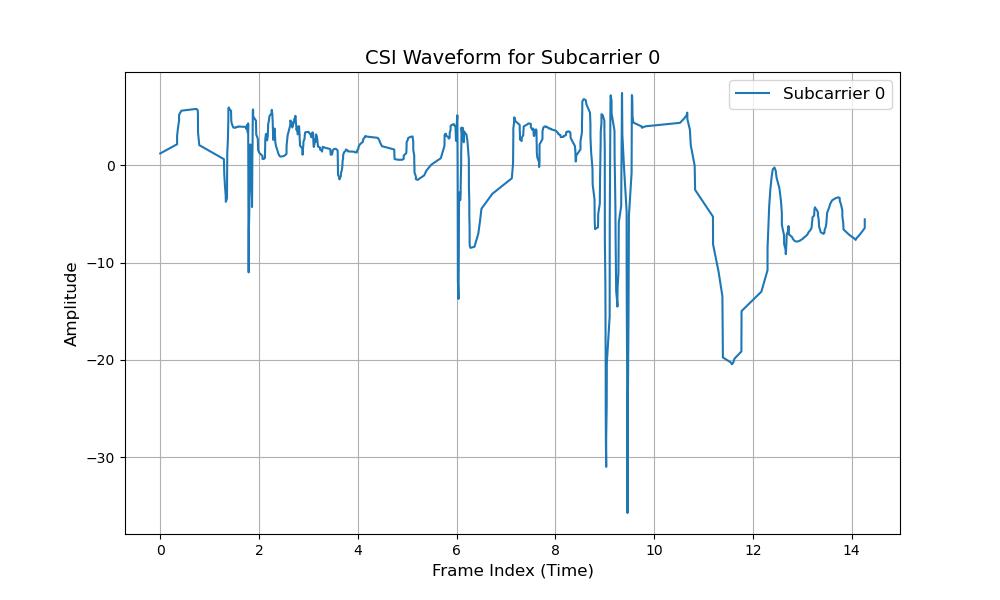 CSI Waveform for Subcarrier 0
Subcarrier 0
Amplitude
0
−10
−20
−30
0 2 4 6 8 10 12 14
Frame Index (Time)